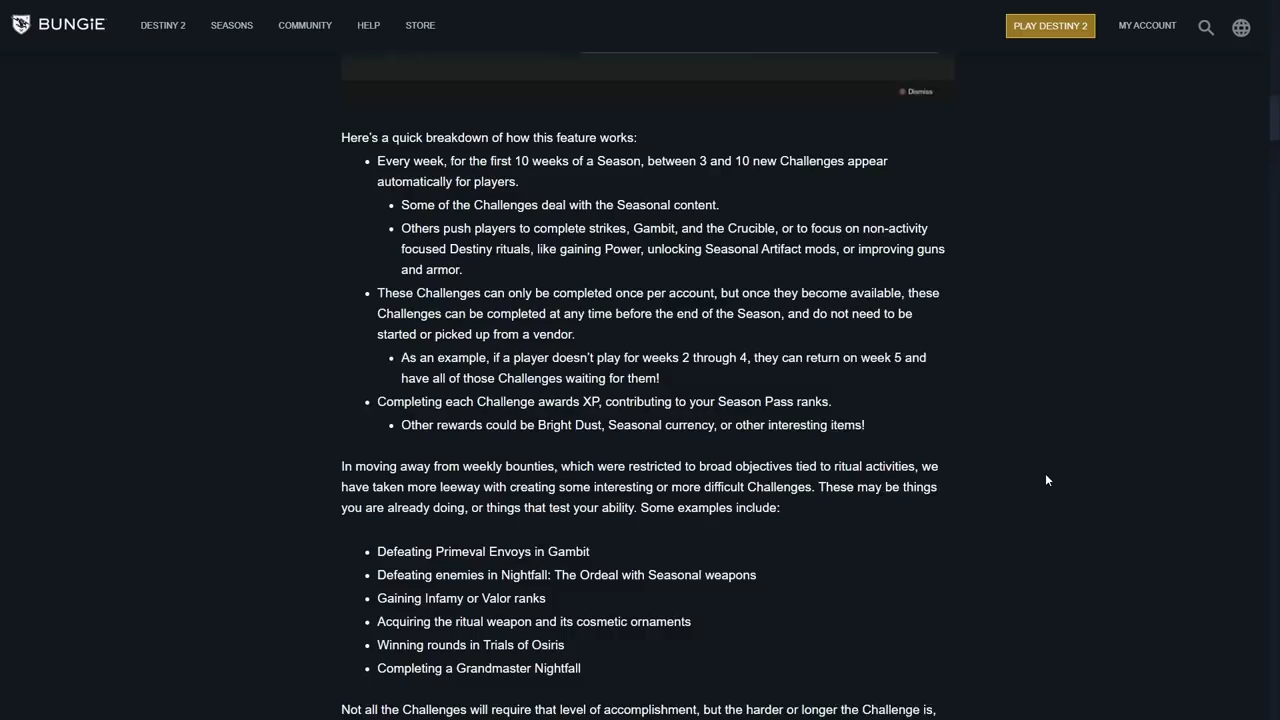 BUNGiE
DESTINY 2
SEASONS
COMMUNITY
HELP
STORE
PLAY DESTINY 2
MY ACCOUNT
Dismiss
Here's a quick breakdown of how this feature works:
• Every week, for the first 10 weeks of a Season, between 3 and 10 new Challenges appear
automatically for players.
• Some of the Challenges deal with the Seasonal content.
• Others push players to complete strikes, Gambit, and the Crucible, or to focus on non-activity
focused Destiny rituals, like gaining Power, unlocking Seasonal Artifact mods, or improving guns
and armor.
• These Challenges can only be completed once per account, but once they become available, these
Challenges can be completed at any time before the end of the Season, and do not need to be
started or picked up from a vendor.
• As an example, if a player doesn't play for weeks 2 through 4, they can return on week 5 and
have all of those Challenges waiting for them!
• Completing each Challenge awards XP, contributing to your Season Pass ranks.
• Other rewards could be Bright Dust, Seasonal currency, or other interesting items!
In moving away from weekly bounties, which were restricted to broad objectives tied to ritual activities, we
have taken more leeway with creating some interesting or more difficult Challenges. These may be things
you are already doing, or things that test your ability. Some examples include:
• Defeating Primeval Envoys in Gambit
• Defeating enemies in Nightfall: The Ordeal with Seasonal weapons
• Gaining Infamy or Valor ranks
• Acquiring the ritual weapon and its cosmetic ornaments
• Winning rounds in Trials of Osiris
• Completing a Grandmaster Nightfall
Not all the Challenges will require that level of accomplishment, but the harder or longer the Challenge is,